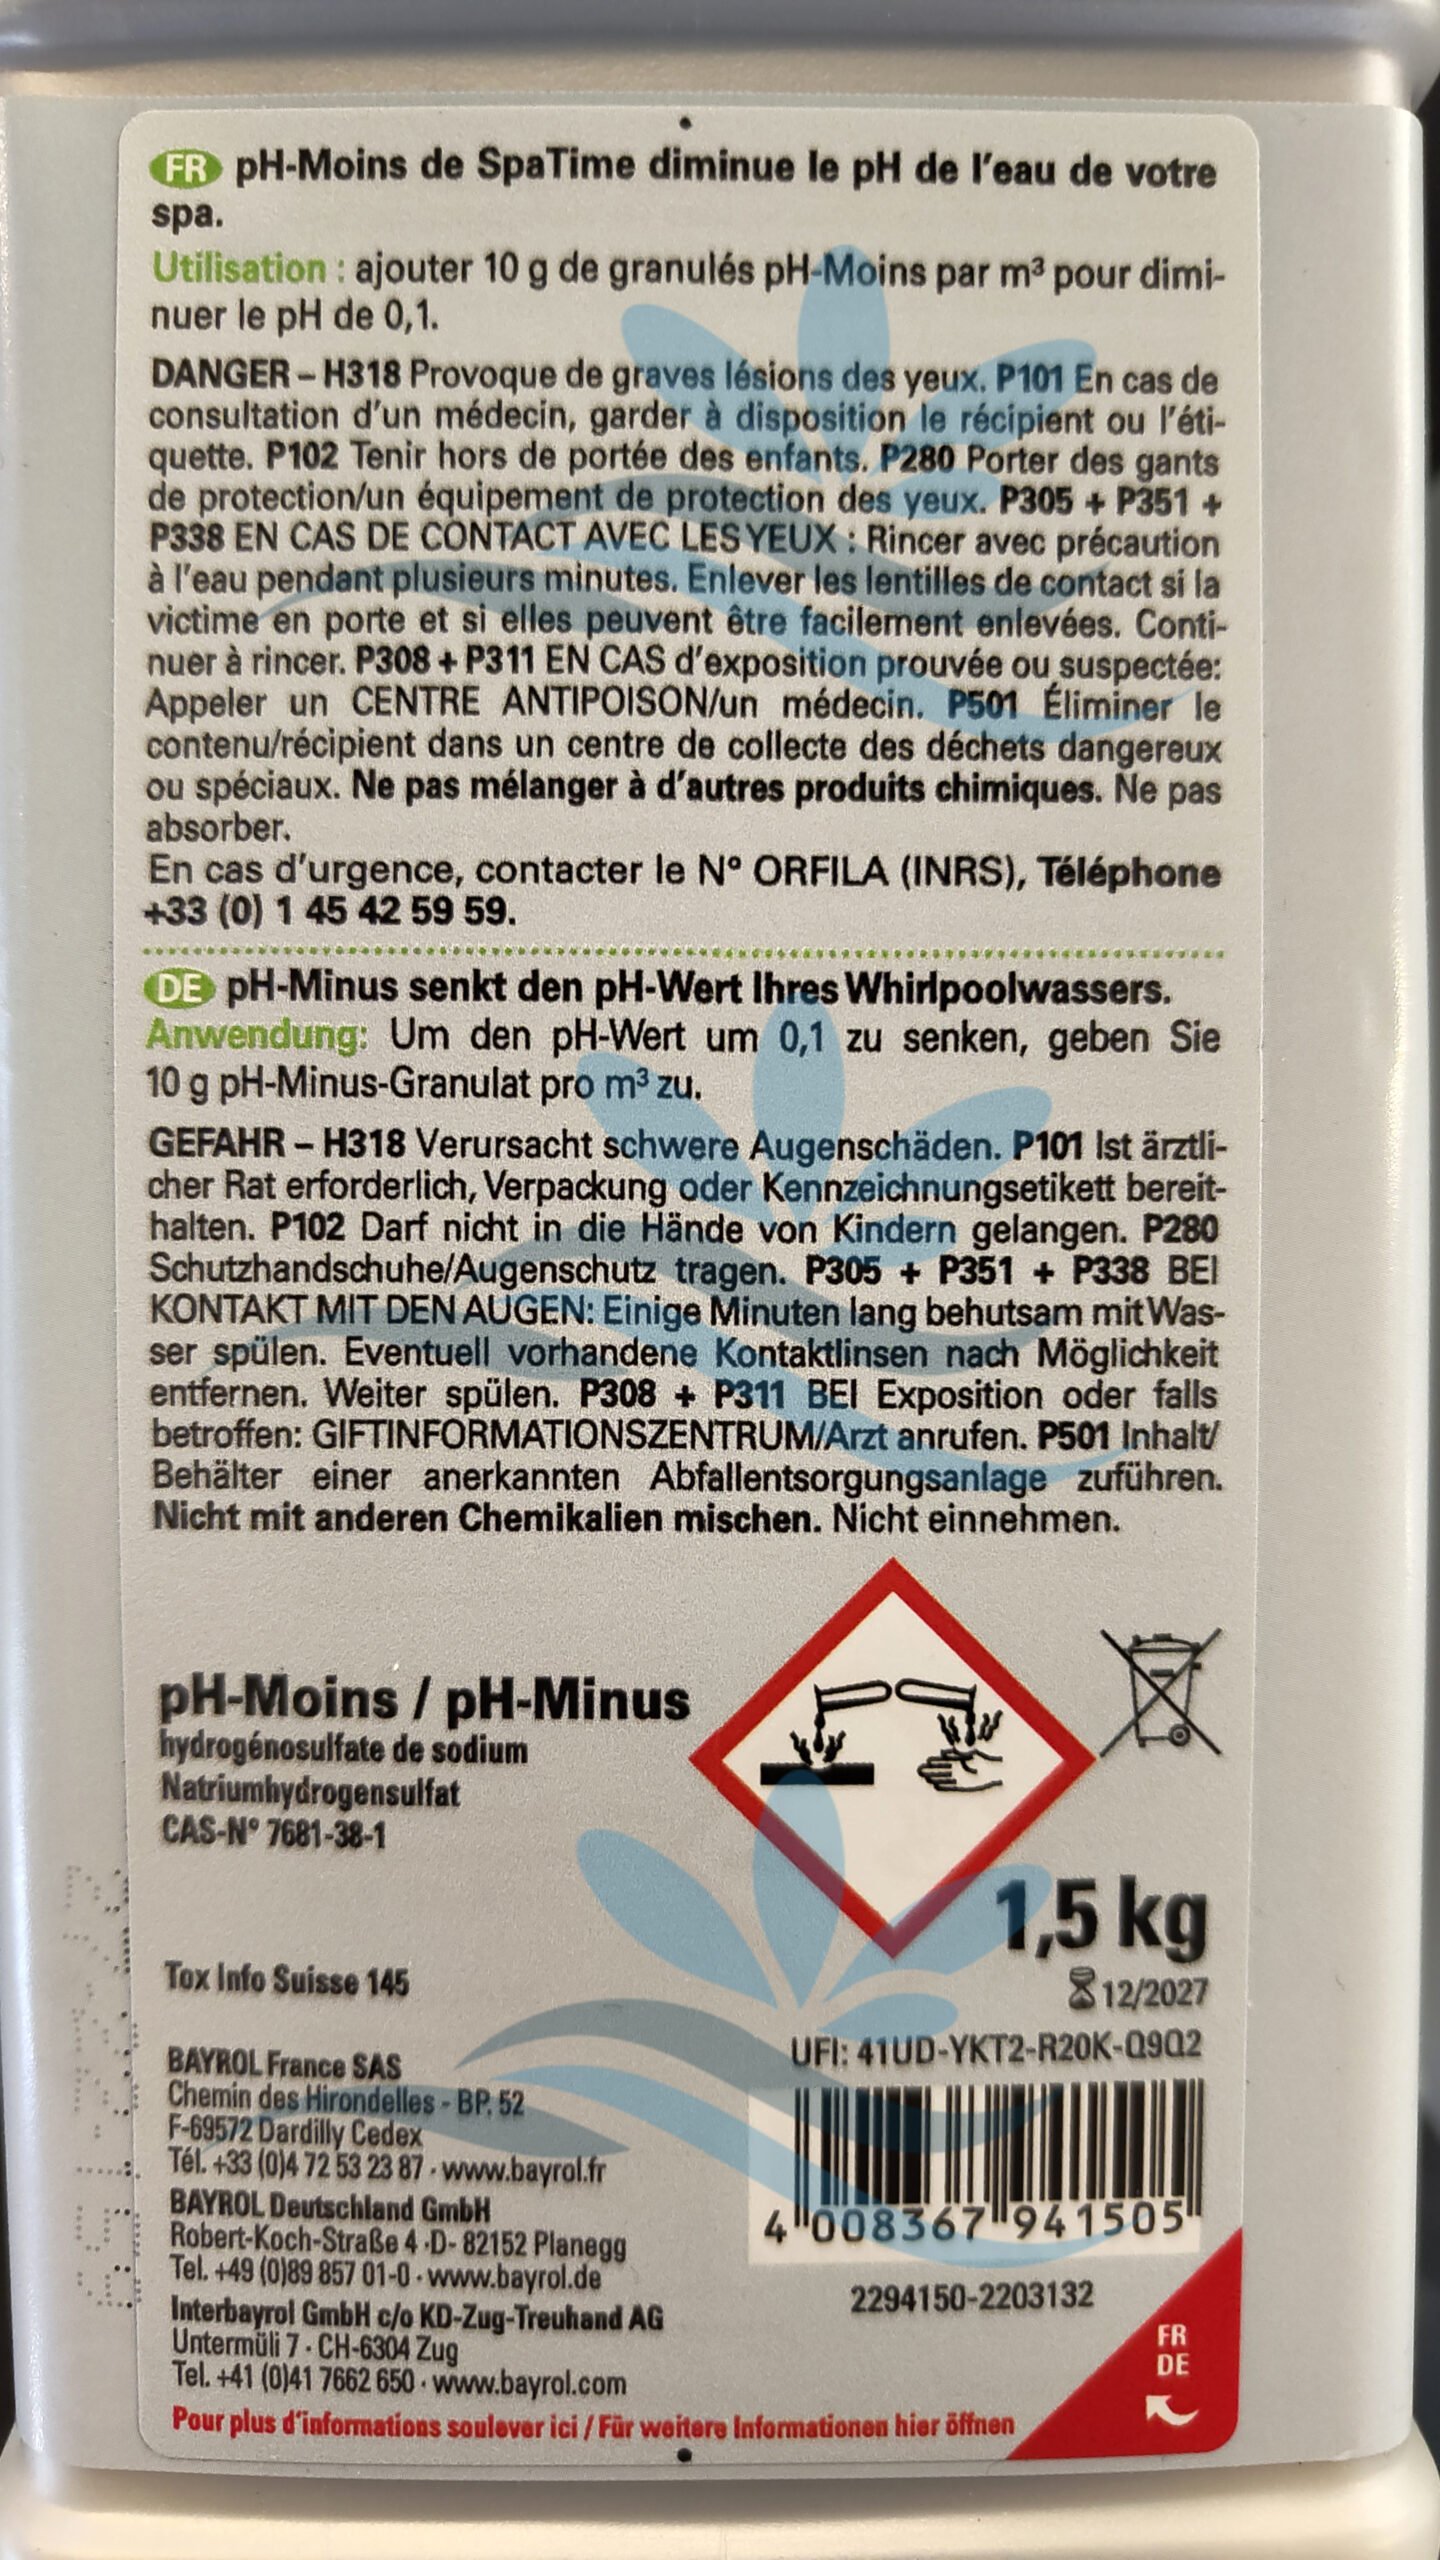 FR pH-Moins de SpaTime diminue le pH de l'eau de votre
spa.
Utilisation : ajouter 10 g de granulés pH-Moins par m³ pour dimi-
nuer le pH de 0,1.
DANGER – H318 Provoque de graves lésions des yeux. P101 En cas de
consultation d'un médecin, garder à disposition le récipient ou l'éti-
quette. P102 Tenir hors de portée des enfants. P280 Porter des gants
de protection/un équipement de protection des yeux. P305 + P351 +
P338 EN CAS DE CONTACT AVEC LES YEUX : Rincer avec précaution
à l'eau pendant plusieurs minutes. Enlever les lentilles de contact si la
victime en porte et si elles peuvent être facilement enlevées. Conti-
nuer à rincer. P308 + P311 EN CAS d'exposition prouvée ou suspectée:
Appeler un CENTRE ANTIPOISON/un médecin. P501 Éliminer le
contenu/récipient dans un centre de collecte des déchets dangereux
ou spéciaux. Ne pas mélanger à d'autres produits chimiques. Ne pas
absorber.
En cas d'urgence, contacter le N° ORFILA (INRS), Téléphone
+33 (0) 1 45 42 59 59.
DE pH-Minus senkt den pH-Wert Ihres Whirlpoolwassers.
Anwendung: Um den pH-Wert um 0,1 zu senken, geben Sie
10 g pH-Minus-Granulat pro m³ zu.
GEFAHR – H318 Verursacht schwere Augenschäden. P101 Ist ärztli-
cher Rat erforderlich, Verpackung oder Kennzeichnungsetikett bereit-
halten. P102 Darf nicht in die Hände von Kindern gelangen. P280
Schutzhandschuhe/Augenschutz tragen. P305 + P351 + P338 BEI
KONTAKT MIT DEN AUGEN: Einige Minuten lang behutsam mit Was-
ser spülen. Eventuell vorhandene Kontaktlinsen nach Möglichkeit
entfernen. Weiter spülen. P308 + P311 BEI Exposition oder falls
betroffen: GIFTINFORMATIONSZENTRUM/Arzt anrufen. P501 Inhalt/
Behälter einer anerkannten Abfallentsorgungsanlage zuführen.
Nicht mit anderen Chemikalien mischen. Nicht einnehmen.
pH-Moins / pH-Minus
hydrogénosulfate de sodium
Natriumhydrogensulfat
CAS-N° 7681-38-1
1,5 kg
Tox Info Suisse 145
12/2027
UFI: 41UD-YKT2-R20K-Q9Q2
BAYROL France SAS
Chemin des Hirondelles - BP. 52
F-69572 Dardilly Cedex
Tél. +33 (0)4 72 53 23 87 · www.bayrol.fr
BAYROL Deutschland GmbH
Robert-Koch-Straße 4 ·D- 82152 Planegg
Tel. +49 (0)89 857 01-0 · www.bayrol.de
Interbayrol GmbH c/o KD-Zug-Treuhand AG
Untermüli 7 · CH-6304 Zug
Tel. +41 (0)41 7662 650 · www.bayrol.com
4 008367 941505
2294150-2203132
FR
DE
Pour plus d'informations soulever ici / Für weitere Informationen hier öffnen